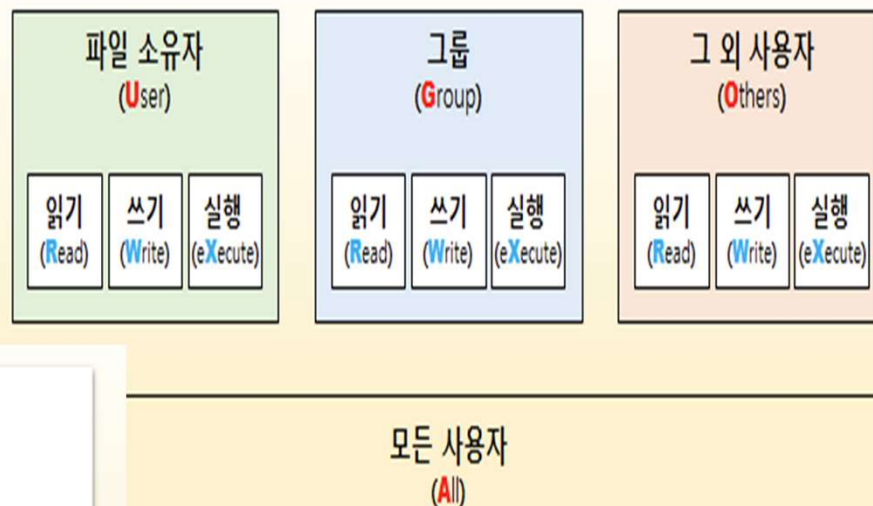 파일 소유자
(User)
읽기
(Read)
쓰기
(Write)
실행
(eXecute)
그룹
(Group)
읽기
(Read)
쓰기
(Write)
실행
(eXecute)
그 외 사용자
(Others)
읽기
(Read)
쓰기
(Write)
실행
(eXecute)
모든 사용자
(All)